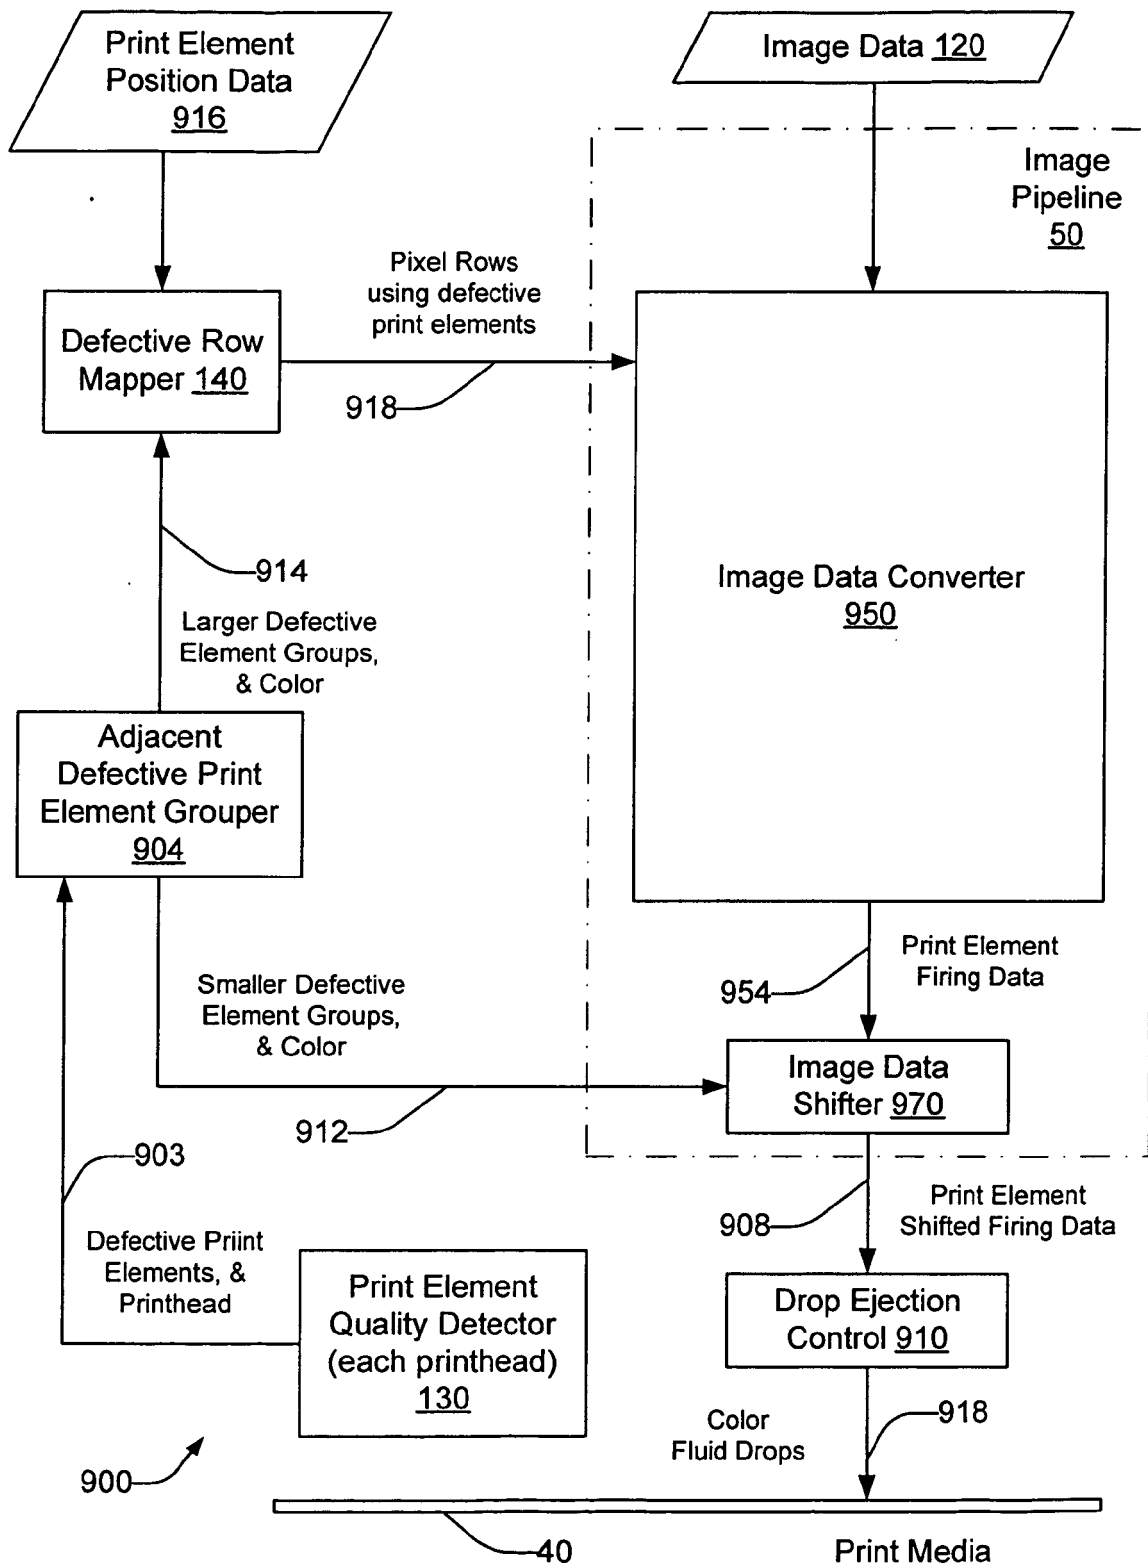 Print Element
Position Data
916
Image Data 120
Image
Pipeline
50
Pixel Rows
using defective
print elements
Defective Row
Mapper 140
918
914
Image Data Converter
950
Larger Defective
Element Groups,
& Color
Adjacent
Defective Print
Element Grouper
904
Print Element
Firing Data
954
Smaller Defective
Element Groups,
& Color
Image Data
Shifter 970
912
903
908
Print Element
Shifted Firing Data
Defective Priint
Elements, &
Printhead
Print Element
Quality Detector
(each printhead)
130
Drop Ejection
Control 910
Color
Fluid Drops
918
900
40
Print Media